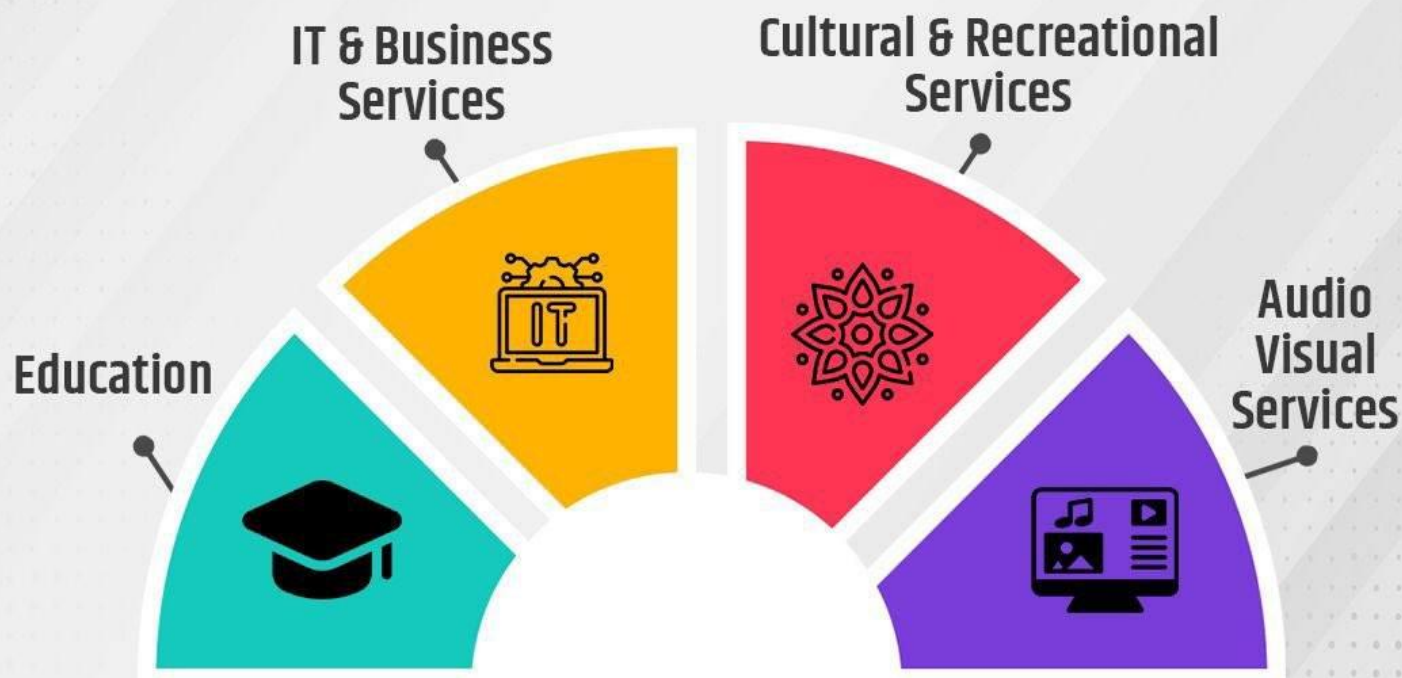 IT & Business
Services
Cultural & Recreational
Services
Education
Audio
Visual
Services
IT